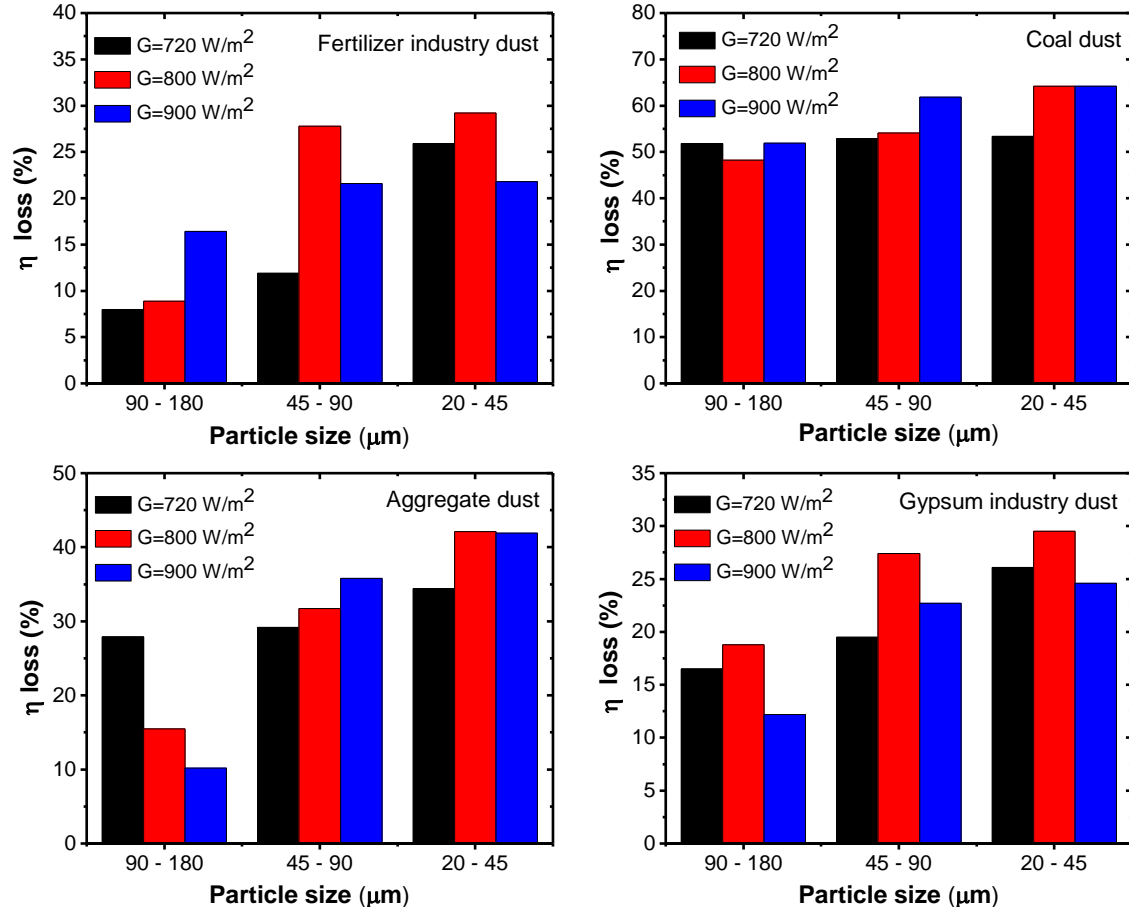 Fertilizer industry dust
G=720 W/m²
G=800 W/m²
G=900 W/m²
40
35
30
25
20
15
10
5
0
η loss (%)
90 - 180
45 - 90
20 - 45
Particle size (μm)
Coal dust
G=720 W/m²
G=800 W/m²
G=900 W/m²
80
70
60
50
40
30
20
10
0
η loss (%)
90 - 180
45 - 90
20 - 45
Particle size (μm)
Aggregate dust
G=720 W/m²
G=800 W/m²
G=900 W/m²
50
40
30
20
10
0
η loss (%)
90 - 180
45 - 90
20 - 45
Particle size (μm)
Gypsum industry dust
G=720 W/m²
G=800 W/m²
G=900 W/m²
35
30
25
20
15
10
5
0
η loss (%)
90 - 180
45 - 90
20 - 45
Particle size (μm)